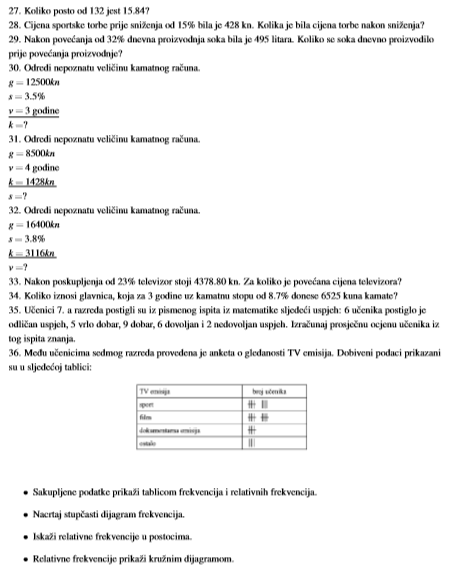 27. Koliko posto od 132 jest 15.84?
28. Cijena sportske torbe prije sniženja od 15% bila je 428 kn. Kolika je bila cijena torbe nakon sniženja?
29. Nakon povećanja od 32% dnevna proizvodnja soka bila je 495 litara. Koliko se soka dnevno proizvodilo
prije povećanja proizvodnje?
30. Odredi nepoznatu veličinu kamatnog računa.
g = 12500kn
s = 3.5%
v = 3 godine
k =?
31. Odredi nepoznatu veličinu kamatnog računa.
g = 8500kn
v = 4 godine
k = 1428kn
s =?
32. Odredi nepoznatu veličinu kamatnog računa.
g = 16400kn
s = 3.8%
k = 3116kn
v =?
33. Nakon poskupljenja od 23% televizor stoji 4378.80 kn. Za koliko je povećana cijena televizora?
34. Koliko iznosi glavnica, koja za 3 godine uz kamatnu stopu od 8.7% donese 6525 kuna kamate?
35. Učenici 7. a razreda postigli su iz pismenog ispita iz matematike sljedeći uspjeh: 6 učenika postiglo je
odličan uspjeh, 5 vrlo dobar, 9 dobar, 6 dovoljan i 2 nedovoljan uspjeh. Izračunaj prosječnu ocjenu učenika iz
tog ispita znanja.
36. Među učenicima sedmog razreda provedena je anketa o gledanosti TV emisija. Dobiveni podaci prikazani
su u sljedećoj tablici:
TV emisija broj učenika
sport
film
dokumentarna emisija
ostalo
• Sakupljene podatke prikaži tablicom frekvencija i relativnih frekvencija.
• Nacrtaj stupčasti dijagram frekvencija.
• Iskaži relativne frekvencije u postocima.
• Relativne frekvencije prikaži kružnim dijagramom.